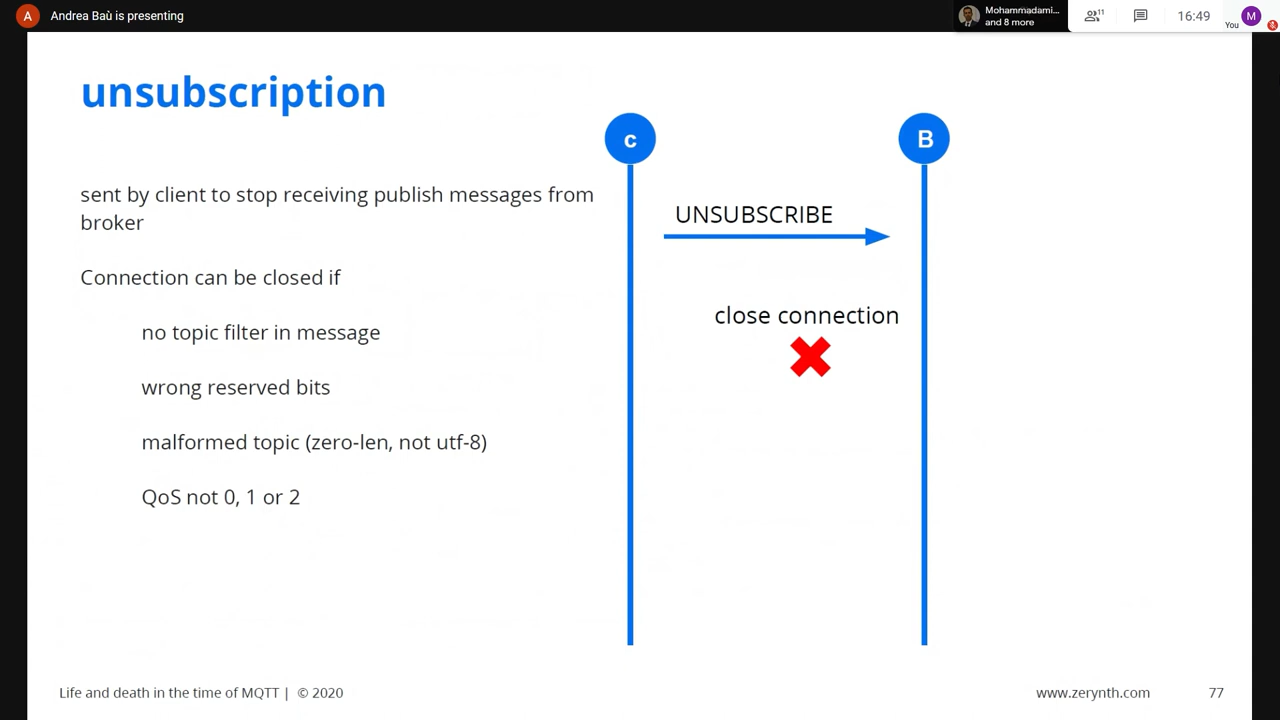 A Andrea Baù is presenting
Mohammadami...
and 8 more
11
16:49
You
M
unsubscription
sent by client to stop receiving publish messages from
broker
Connection can be closed if
no topic filter in message
wrong reserved bits
malformed topic (zero-len, not utf-8)
QoS not 0, 1 or 2
c
B
UNSUBSCRIBE
close connection
Life and death in the time of MQTT | © 2020
www.zerynth.com
77